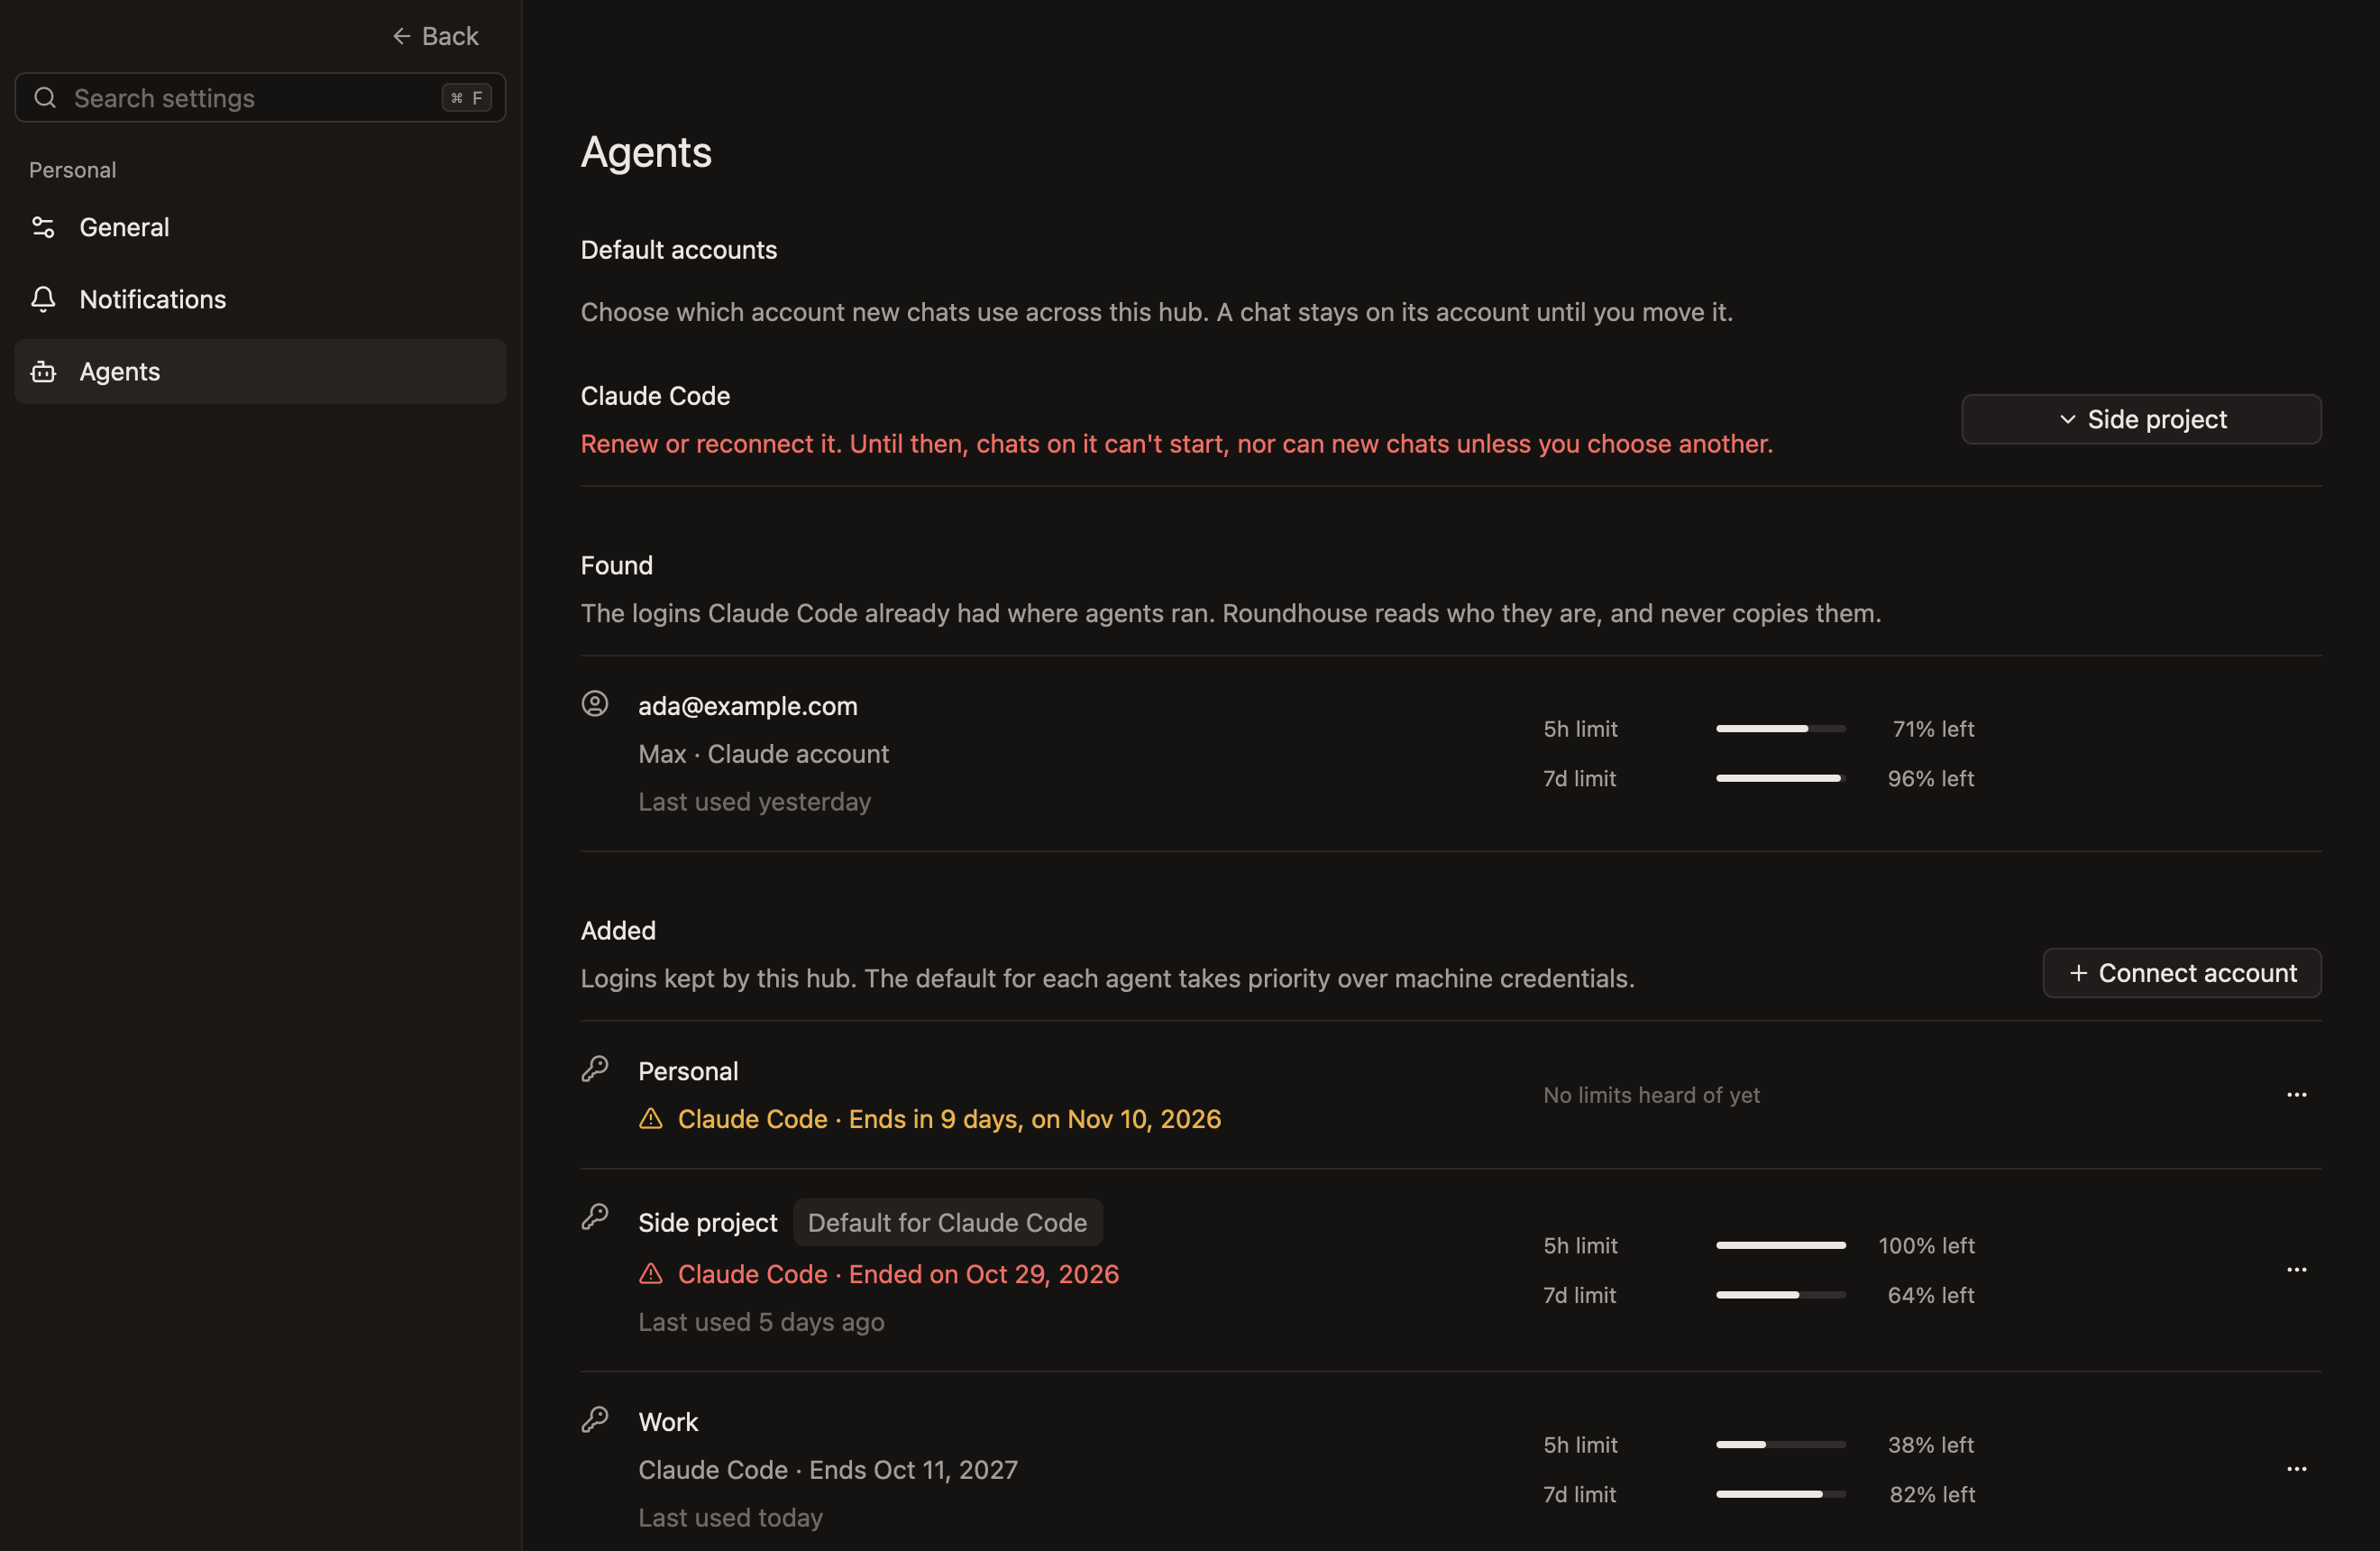 Back
Search settings
⌘ F
Personal
General
Notifications
Agents
Agents
Default accounts
Choose which account new chats use across this hub. A chat stays on its account until you move it.
Claude Code
Side project
Renew or reconnect it. Until then, chats on it can't start, nor can new chats unless you choose another.
Found
The logins Claude Code already had where agents ran. Roundhouse reads who they are, and never copies them.
ada@example.com
Max · Claude account
Last used yesterday
5h limit 71% left
7d limit 96% left
Added
Logins kept by this hub. The default for each agent takes priority over machine credentials.
Connect account
Personal
Claude Code · Ends in 9 days, on Nov 10, 2026
No limits heard of yet
Side project Default for Claude Code
Claude Code · Ended on Oct 29, 2026
Last used 5 days ago
5h limit 100% left
7d limit 64% left
Work
Claude Code · Ends Oct 11, 2027
Last used today
5h limit 38% left
7d limit 82% left